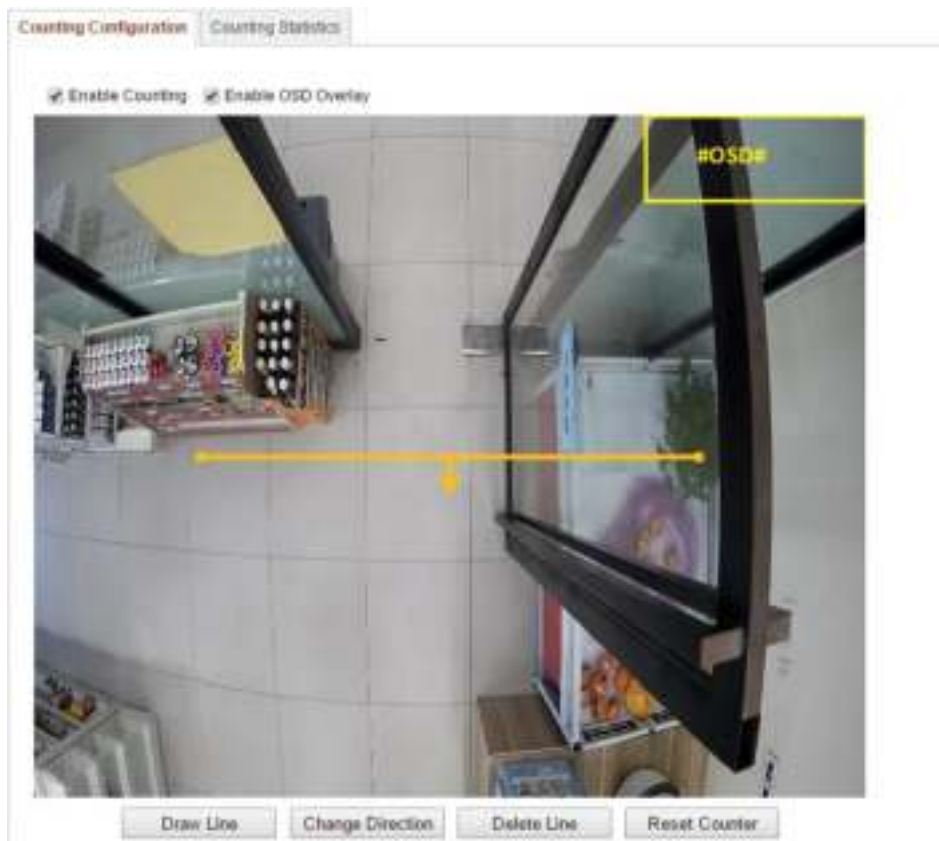 Counting Configuration Counting Statistics
Enable Counting Enable OSD Overlay
#OSD#
Draw Line Change Direction Delete Line Reset Counter